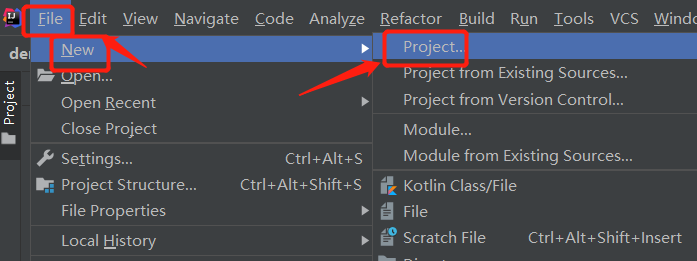 File Edit View Navigate Code Analyze Refactor Build Run Tools VCS Window
New
Project...
Open...
Project from Existing Sources...
Open Recent
Project from Version Control...
Close Project
Module...
Settings... Ctrl+Alt+S
Module from Existing Sources...
Project Structure... Ctrl+Alt+Shift+S
Kotlin Class/File
File Properties
File
Local History
Scratch File Ctrl+Alt+Shift+Insert
Project